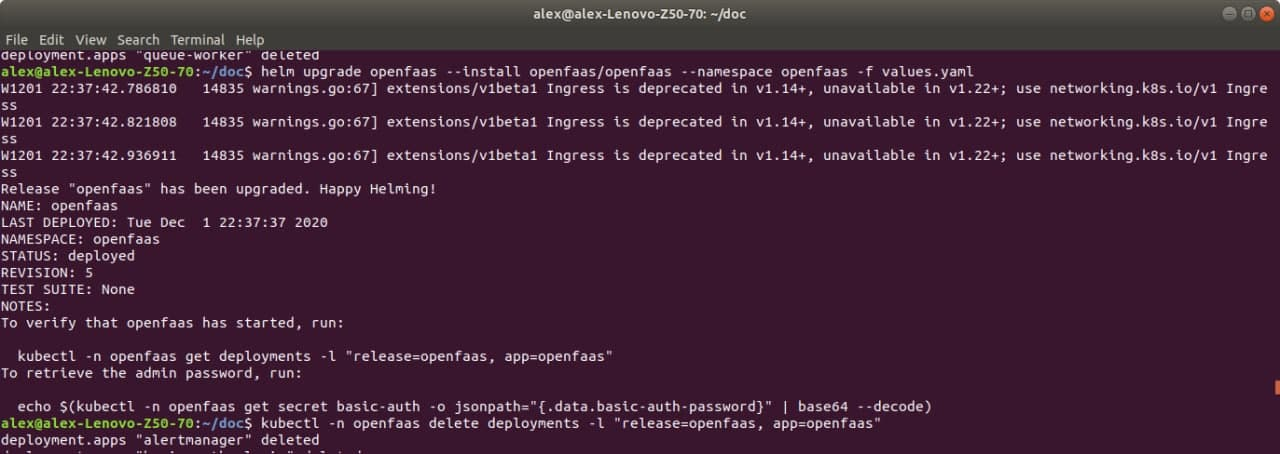 alex@alex-Lenovo-Z50-70: ~/doc
File Edit View Search Terminal Help
deployment.apps "queue-worker" deleted
alex@alex-Lenovo-Z50-70:~/doc$ helm upgrade openfaas --install openfaas/openfaas --namespace openfaas -f values.yaml
W1201 22:37:42.786810   14835 warnings.go:67] extensions/v1beta1 Ingress is deprecated in v1.14+, unavailable in v1.22+; use networking.k8s.io/v1 Ingre
ss
W1201 22:37:42.821808   14835 warnings.go:67] extensions/v1beta1 Ingress is deprecated in v1.14+, unavailable in v1.22+; use networking.k8s.io/v1 Ingre
ss
W1201 22:37:42.936911   14835 warnings.go:67] extensions/v1beta1 Ingress is deprecated in v1.14+, unavailable in v1.22+; use networking.k8s.io/v1 Ingre
ss
Release "openfaas" has been upgraded. Happy Helming!
NAME: openfaas
LAST DEPLOYED: Tue Dec  1 22:37:37 2020
NAMESPACE: openfaas
STATUS: deployed
REVISION: 5
TEST SUITE: None
NOTES:
To verify that openfaas has started, run:
  kubectl -n openfaas get deployments -l "release=openfaas, app=openfaas"
To retrieve the admin password, run:
  echo $(kubectl -n openfaas get secret basic-auth -o jsonpath="{.data.basic-auth-password}" | base64 --decode)
alex@alex-Lenovo-Z50-70:~/doc$ kubectl -n openfaas delete deployments -l "release=openfaas, app=openfaas"
deployment.apps "alertmanager" deleted